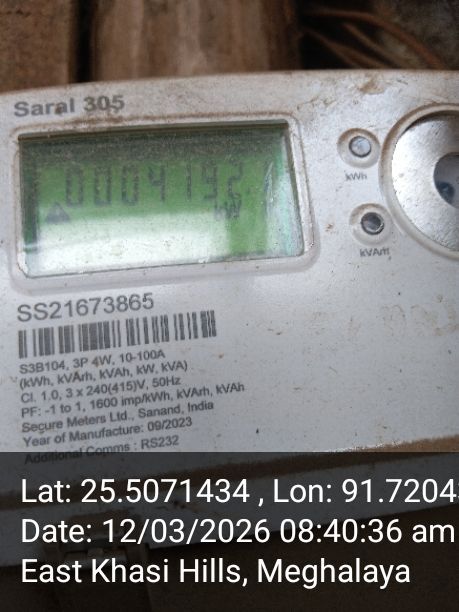 Saral 305
0004192
kW
kWh
kVArh
SS21673865
S3B104, 3P 4W, 10-100A
(kWh, kVArh, kVAh, kW, kVA)
Cl. 1.0, 3 x 240(415)V, 50Hz
PF: -1 to 1, 1600 imp/kWh, kVArh, kVAh
Secure Meters Ltd., Sanand, India
Year of Manufacture: 09/2023
Additional Comms : RS232
Lat: 25.5071434 , Lon: 91.7204
Date: 12/03/2026 08:40:36 am
East Khasi Hills, Meghalaya